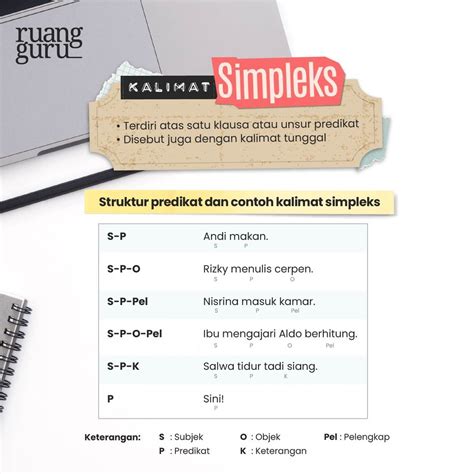 ruang
guru
KALIMAT Simpleks
• Terdiri atas satu klausa atau unsur predikat
• Disebut juga dengan kalimat tunggal
Struktur predikat dan contoh kalimat simpleks
S-P Andi makan.
S P
S-P-O Rizky menulis cerpen.
S P O
S-P-Pel Nisrina masuk kamar.
S P Pel
S-P-O-Pel Ibu mengajari Aldo berhitung.
S P O Pel
S-P-K Salwa tidur tadi siang.
S P K
P Sini!
P
Keterangan: S : Subjek O : Objek Pel : Pelengkap
P : Predikat K : Keterangan